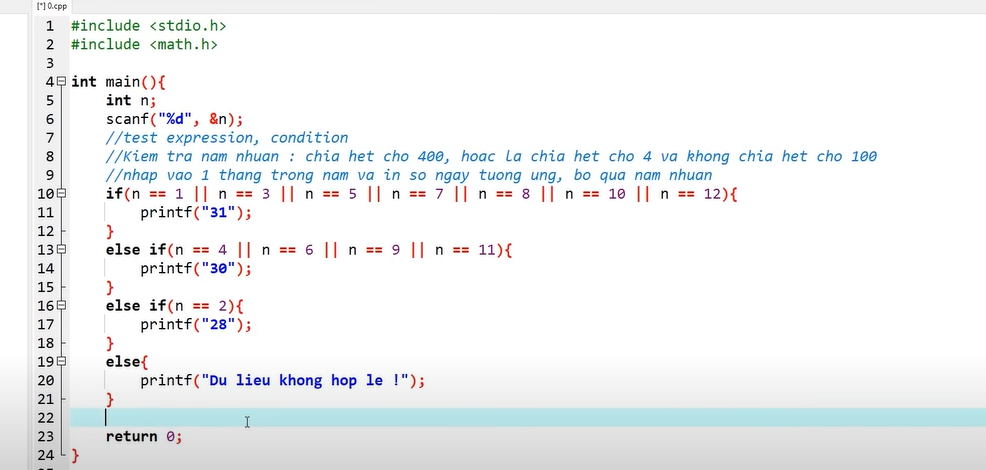 [*] 0.cpp
1 #include <stdio.h>
2 #include <math.h>
3
4 int main(){
5 int n;
6 scanf("%d", &n);
7 //test expression, condition
8 //Kiem tra nam nhuan : chia het cho 400, hoac la chia het cho 4 va khong chia het cho 100
9 //nhap vao 1 thang trong nam va in so ngay tuong ung, bo qua nam nhuan
10 if(n == 1 || n == 3 || n == 5 || n == 7 || n == 8 || n == 10 || n == 12){
11 printf("31");
12 }
13 else if(n == 4 || n == 6 || n == 9 || n == 11){
14 printf("30");
15 }
16 else if(n == 2){
17 printf("28");
18 }
19 else{
20 printf("Du lieu khong hop le !");
21 }
22
23 return 0;
24 }